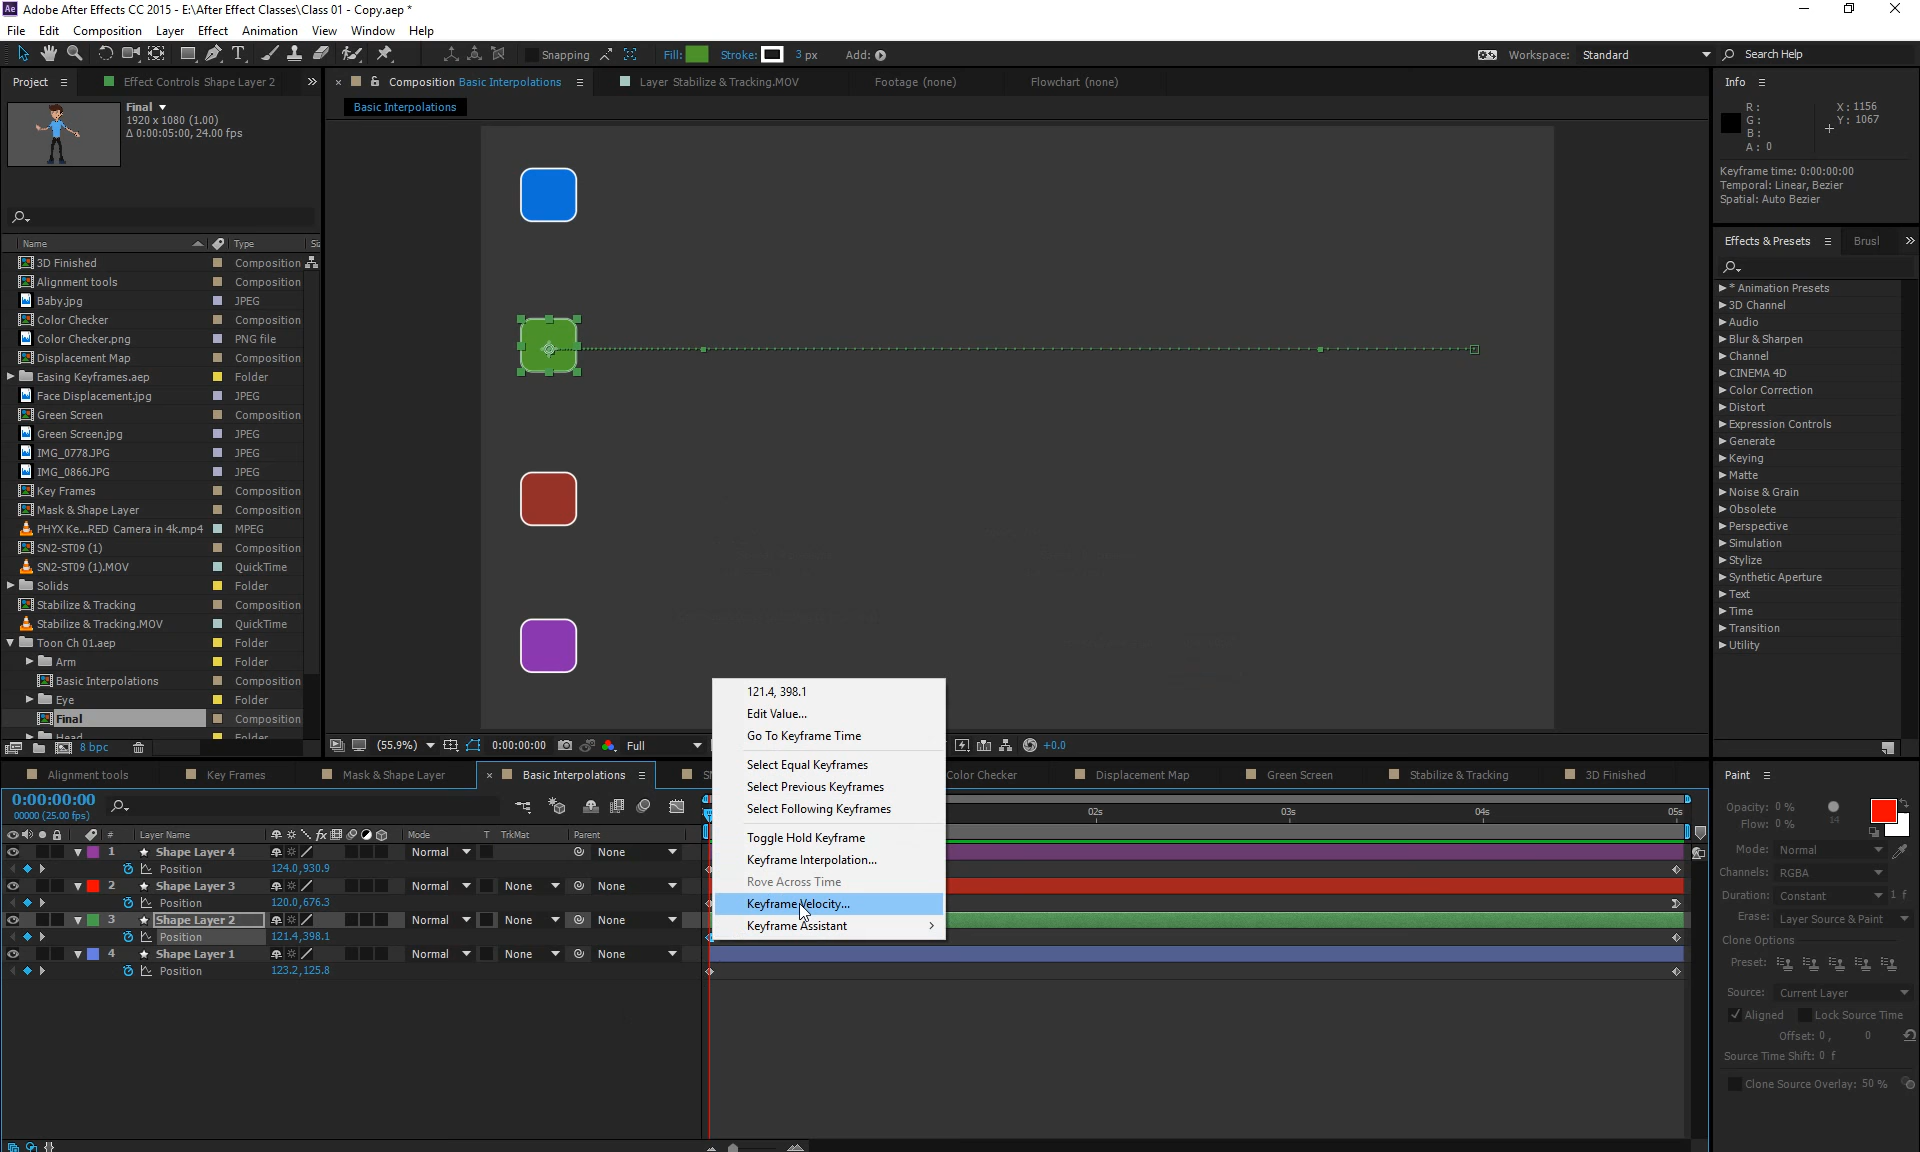 Ae Adobe After Effects CC 2015 - E:\After Effect Classes\Class 01 - Copy.aep *
File Edit Composition Layer Effect Animation View Window Help
T Snapping Fill: Stroke: 3 px Add: Workspace: Standard Search Help
Project Effect Controls Shape Layer 2
Composition Basic Interpolations Layer Stabilize & Tracking.MOV Footage (none) Flowchart (none)
Basic Interpolations
Final
1920 x 1080 (1.00)
Δ 0:00:05:00, 24.00 fps
Name Type Siz
3D Finished Composition
Alignment tools Composition
Baby.jpg JPEG
Color Checker Composition
Color Checker.png PNG file
Displacement Map Composition
Easing Keyframes.aep Folder
Face Displacement.jpg JPEG
Green Screen Composition
Green Screen.jpg JPEG
IMG_0778.JPG JPEG
IMG_0866.JPG JPEG
Key Frames Composition
Mask & Shape Layer Composition
PHYX Ke...RED Camera in 4k.mp4 MPEG
SN2-ST09 (1) Composition
SN2-ST09 (1).MOV QuickTime
Solids Folder
Stabilize & Tracking Composition
Stabilize & Tracking.MOV QuickTime
Toon Ch 01.aep Folder
Arm Folder
Basic Interpolations Composition
Eye Folder
Final Composition
Head Folder
8 bpc
(55.9%) 0:00:00:00 Full +0.0
Info
R: X: 1156
G: Y: 1067
B:
A: 0
Keyframe time: 0:00:00:00
Temporal: Linear, Bezier
Spatial: Auto Bezier
Effects & Presets Brusl
* Animation Presets
3D Channel
Audio
Blur & Sharpen
Channel
CINEMA 4D
Color Correction
Distort
Expression Controls
Generate
Keying
Matte
Noise & Grain
Obsolete
Perspective
Simulation
Stylize
Synthetic Aperture
Text
Time
Transition
Utility
121.4, 398.1
Edit Value...
Go To Keyframe Time
Select Equal Keyframes
Select Previous Keyframes
Select Following Keyframes
Toggle Hold Keyframe
Keyframe Interpolation...
Rove Across Time
Keyframe Velocity...
Keyframe Assistant
Alignment tools Key Frames Mask & Shape Layer Basic Interpolations Color Checker Displacement Map Green Screen Stabilize & Tracking 3D Finished
0:00:00:00
00000 (25.00 fps)
02s 03s 04s 05s
# Layer Name fx Mode T TrkMat Parent
1 Shape Layer 4 Normal None
Position 124.0,930.9
2 Shape Layer 3 Normal None None
Position 120.0,676.3
3 Shape Layer 2 Normal None None
Position 121.4,398.1
4 Shape Layer 1 Normal None None
Position 123.2,125.8
Paint
Opacity: 0 %
Flow: 0 % 14
Mode: Normal
Channels: RGBA
Duration: Constant 1 f
Erase: Layer Source & Paint
Clone Options
Preset:
Source: Current Layer
Aligned Lock Source Time
Offset: 0, 0
Source Time Shift: 0 f
Clone Source Overlay: 50 %